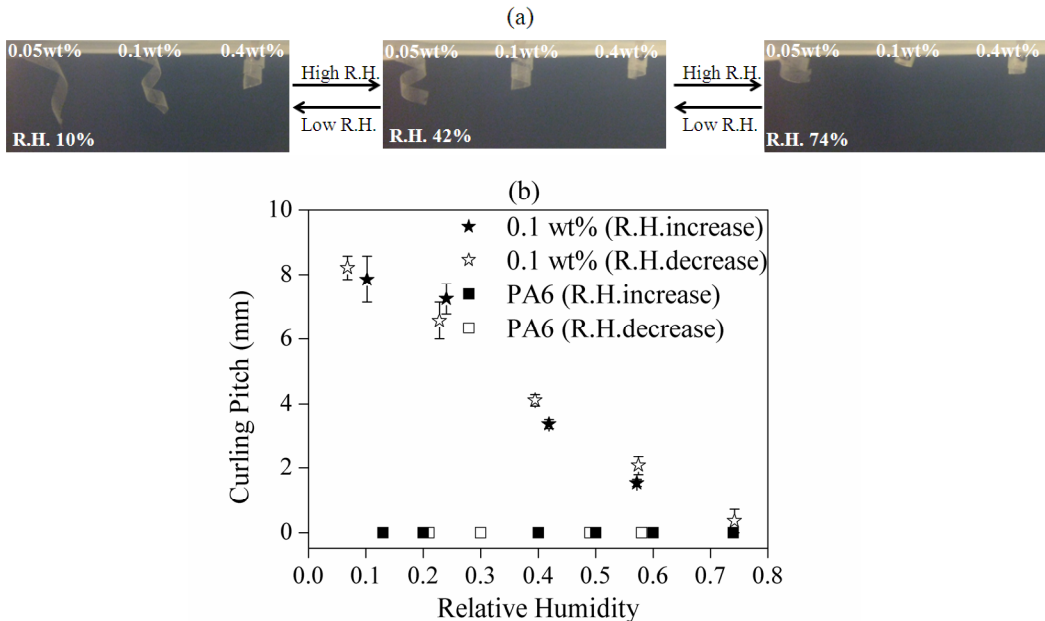 (a)
0.05wt% 0.1wt% 0.4wt%
R.H. 10%
High R.H.
Low R.H.
0.05wt% 0.1wt% 0.4wt%
R.H. 42%
High R.H.
Low R.H.
0.05wt% 0.1wt% 0.4wt%
R.H. 74%
(b)
10
8
6
4
2
0
Curling Pitch (mm)
0.1 wt% (R.H.increase)
0.1 wt% (R.H.decrease)
PA6 (R.H.increase)
PA6 (R.H.decrease)
0.0 0.1 0.2 0.3 0.4 0.5 0.6 0.7 0.8
Relative Humidity